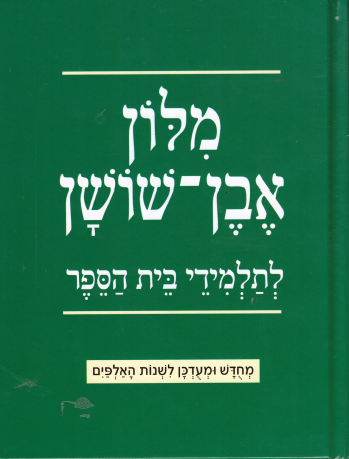 מִלּוֹן
אֶבֶן־שׁוֹשָׁן
לְתַלְמִידֵי בֵּית הַסֵּפֶר
מְחֻדָּשׁ וּמְעֻדְכָּן לִשְׁנוֹת הָאַלְפַּיִם